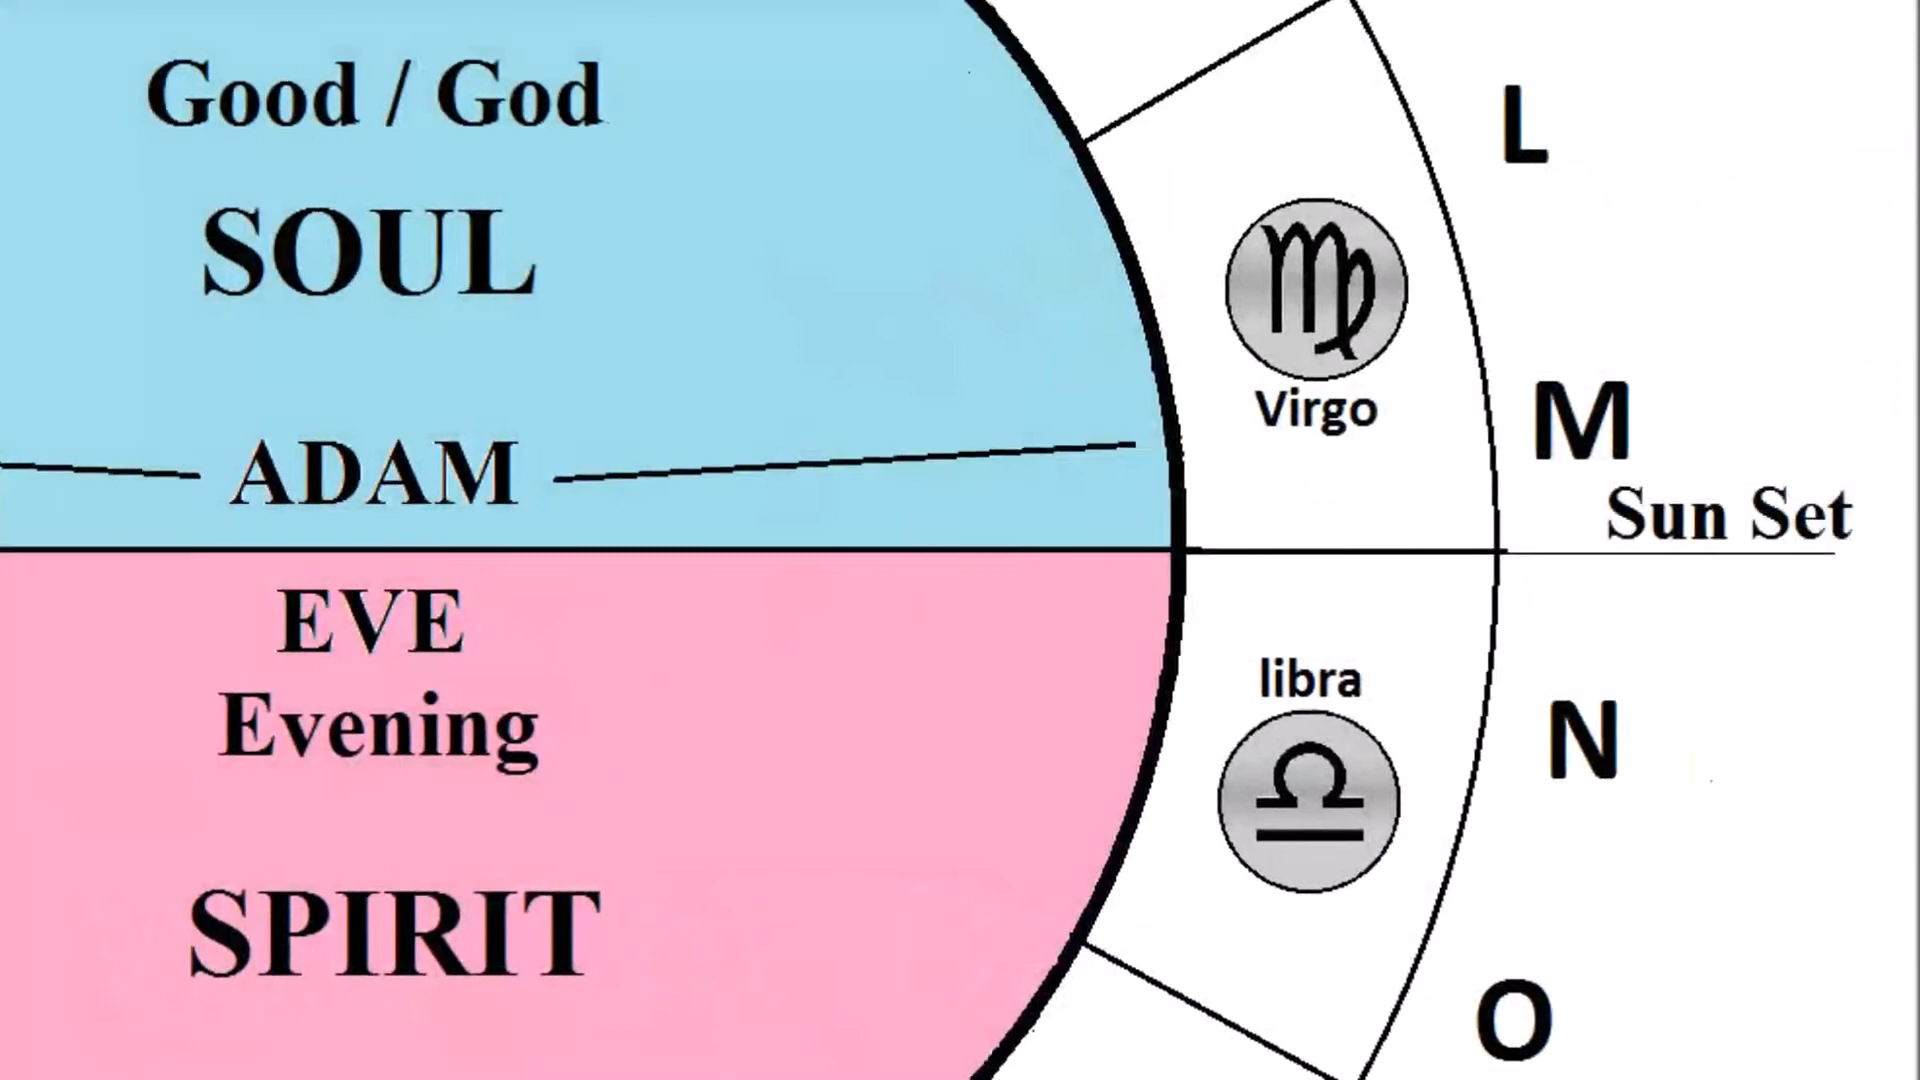 Good / God
SOUL
ADAM
EVE
Evening
SPIRIT
Virgo
libra
L
M
Sun Set
N
O